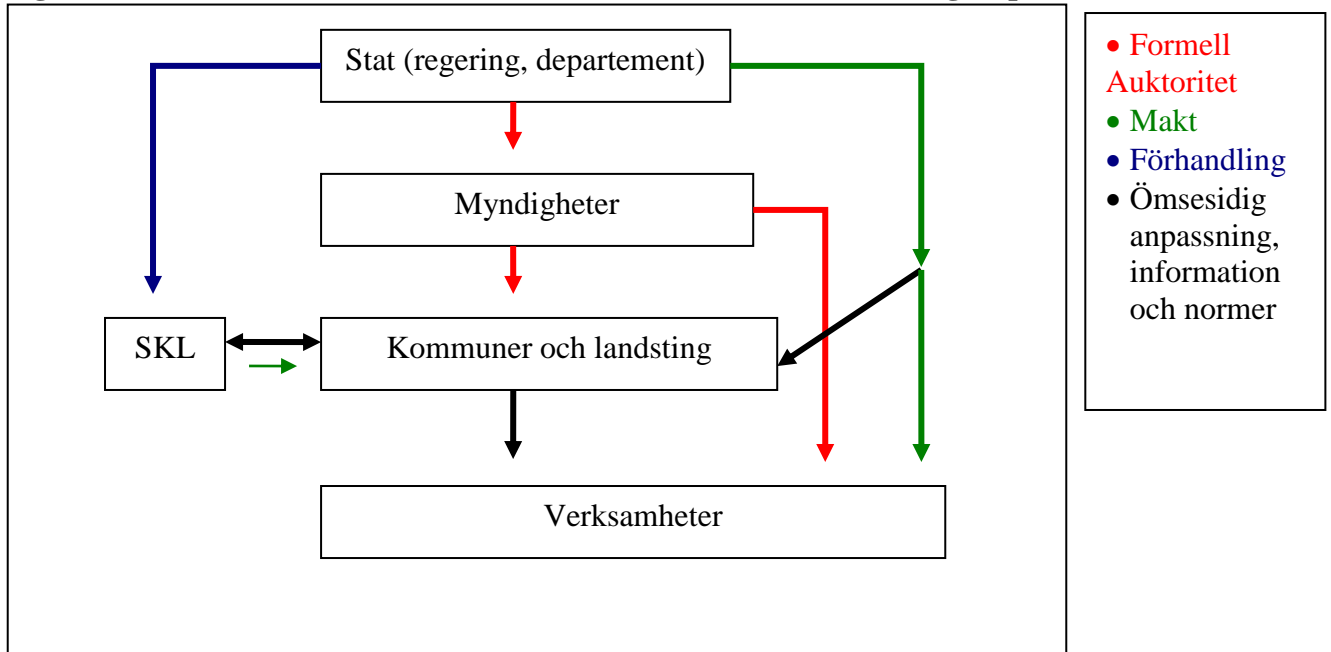 Stat (regering, departement)
Myndigheter
SKL
Kommuner och landsting
Verksamheter
• Formell
Auktoritet
• Makt
• Förhandling
• Ömsesidig
anpassning,
information
och normer